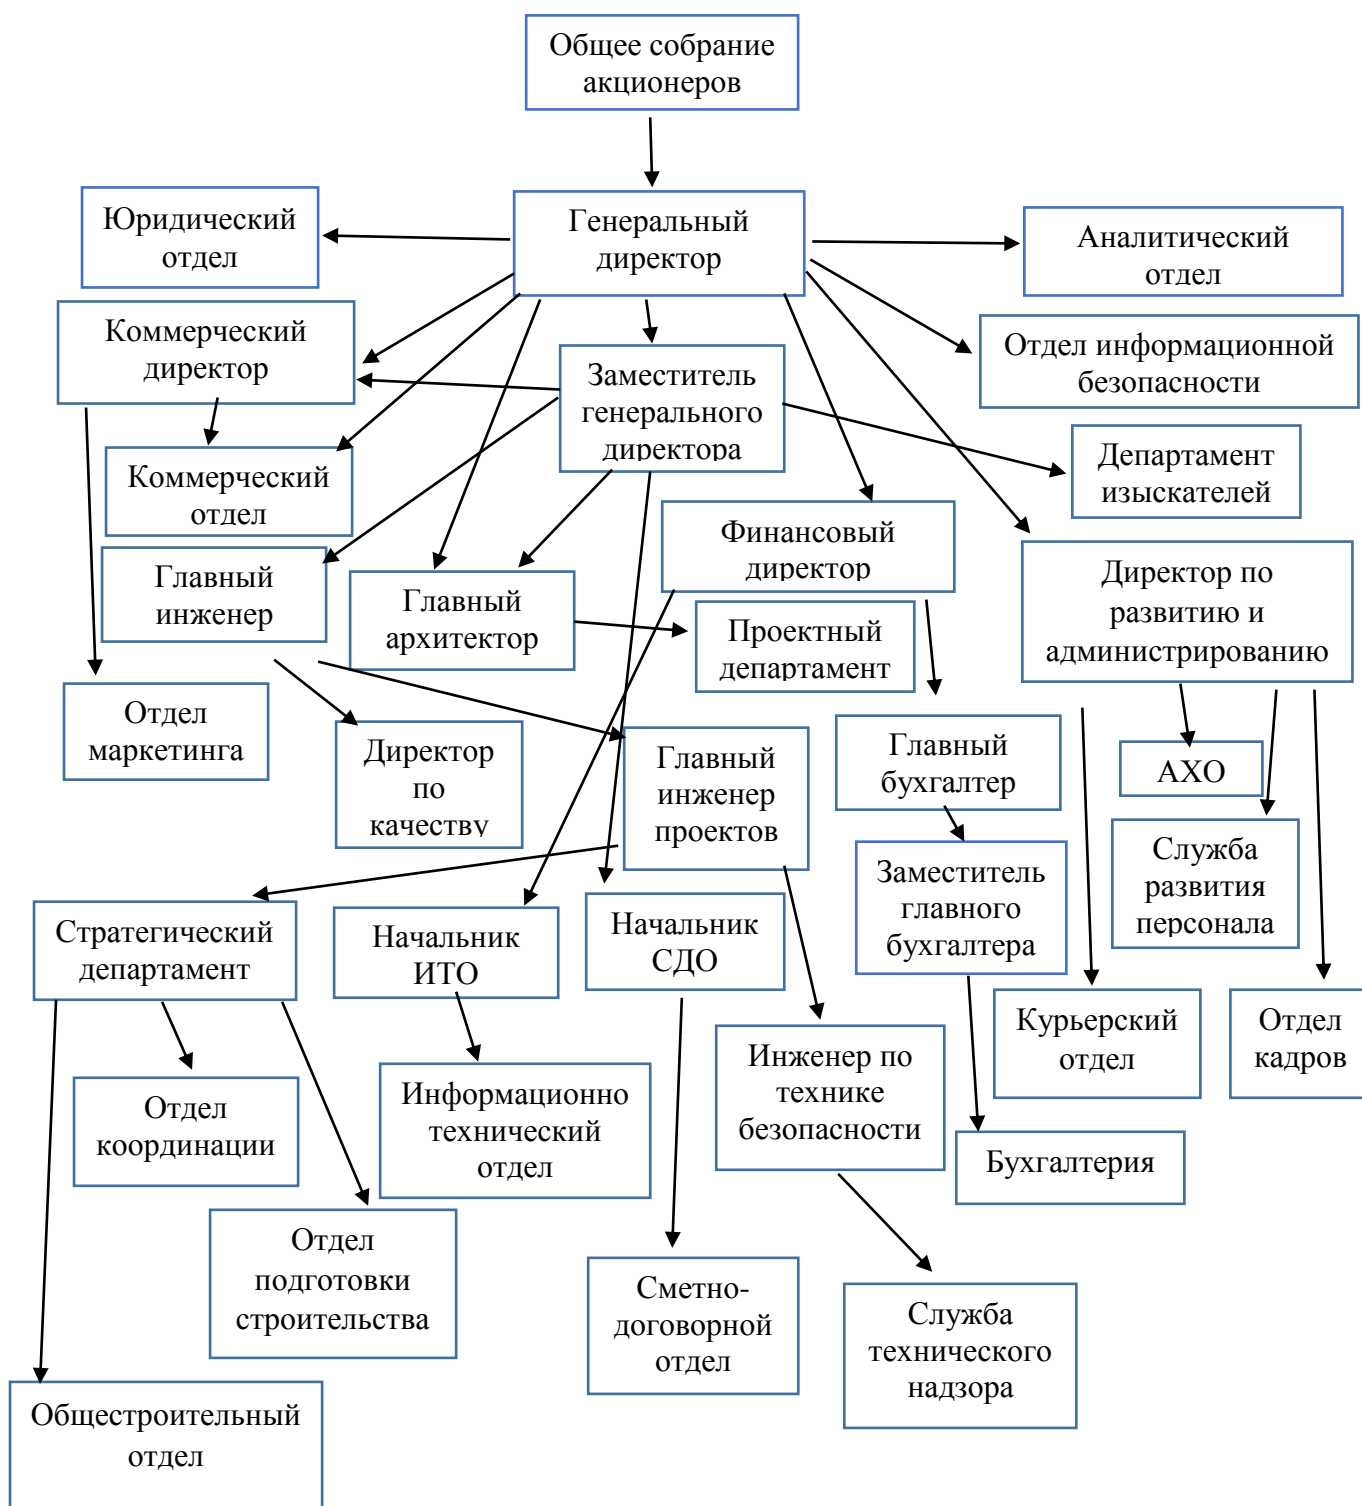 Общее собрание
акционеров
Юридический
отдел
Генеральный
директор
Аналитический
отдел
Коммерческий
директор
Заместитель
генерального
директора
Отдел информационной
безопасности
Коммерческий
отдел
Департамент
изыскателей
Главный
инженер
Главный
архитектор
Финансовый
директор
Проектный
департамент
Директор по
развитию и
администрированию
Отдел
маркетинга
Директор
по
качеству
Главный
инженер
проектов
Главный
бухгалтер
АХО
Служба
развития
персонала
Заместитель
главного
бухгалтера
Стратегический
департамент
Начальник
ИТО
Начальник
СДО
Курьерский
отдел
Отдел
кадров
Отдел
координации
Информационно
технический
отдел
Инженер по
технике
безопасности
Бухгалтерия
Отдел
подготовки
строительства
Сметно-
договорной
отдел
Служба
технического
надзора
Общестроительный
отдел